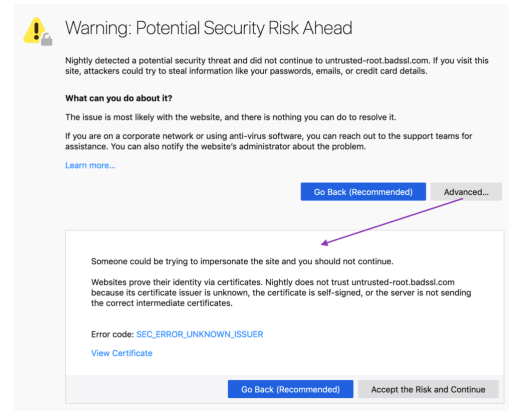 Warning: Potential Security Risk Ahead
Nightly detected a potential security threat and did not continue to untrusted-root.badssl.com. If you visit this
site, attackers could try to steal information like your passwords, emails, or credit card details.
What can you do about it?
The issue is most likely with the website, and there is nothing you can do to resolve it.
If you are on a corporate network or using anti-virus software, you can reach out to the support teams for
assistance. You can also notify the website's administrator about the problem.
Learn more...
Go Back (Recommended)
Advanced...
Someone could be trying to impersonate the site and you should not continue.
Websites prove their identity via certificates. Nightly does not trust untrusted-root.badssl.com
because its certificate issuer is unknown, the certificate is self-signed, or the server is not sending
the correct intermediate certificates.
Error code: SEC_ERROR_UNKNOWN_ISSUER
View Certificate
Go Back (Recommended)
Accept the Risk and Continue